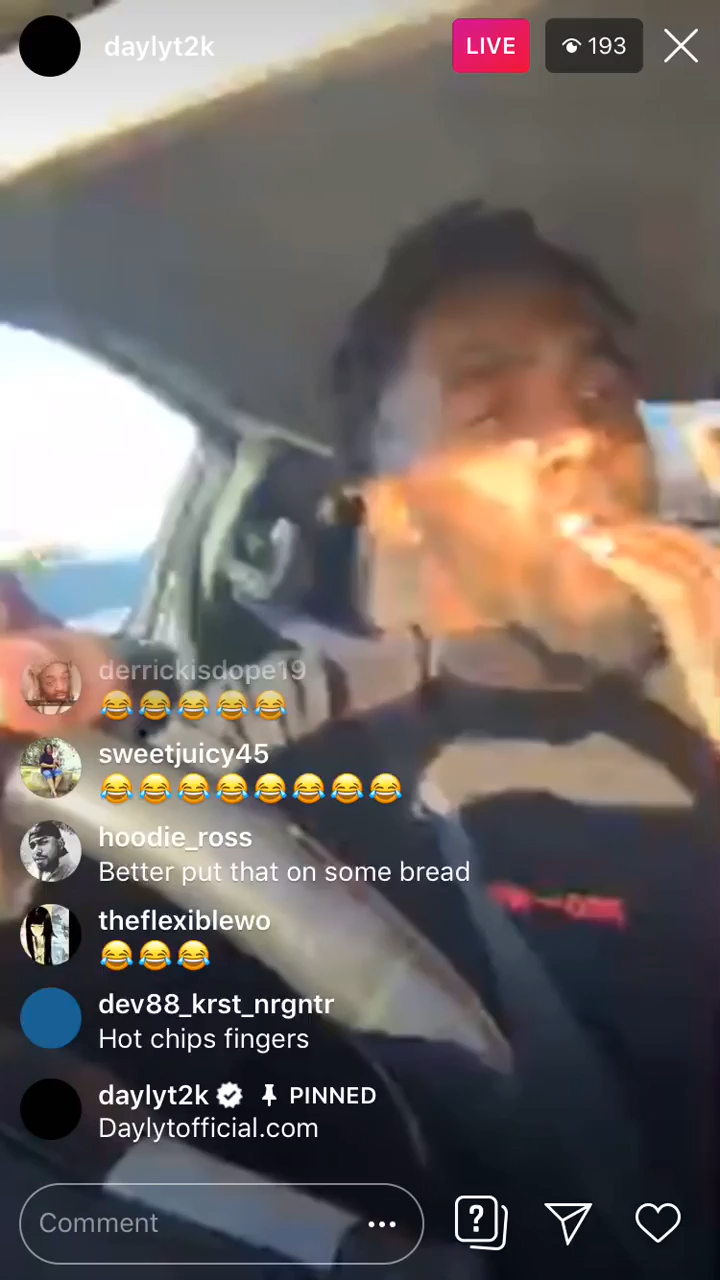 daylyt2k
LIVE
193
derrickisdope19
😂😂😂😂😂
sweetjuicy45
😂😂😂😂😂😂😂😂
hoodie_ross
Better put that on some bread
theflexiblewo
😂😂😂
dev88_krst_nrgntr
Hot chips fingers
daylyt2k PINNED
Daylytofficial.com
Comment